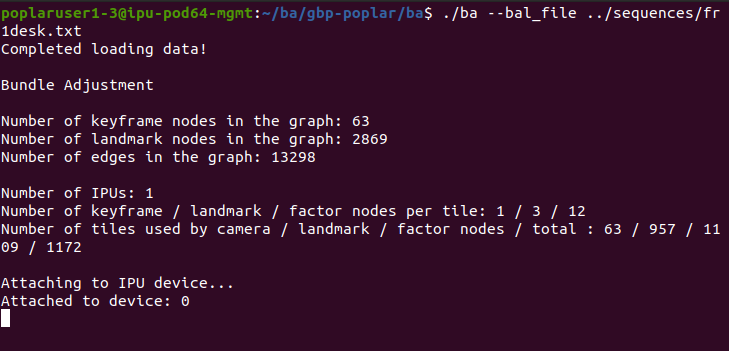 poplaruser1-3@ipu-pod64-mgmt:~/ba/gbp-poplar/ba$ ./ba --bal_file ../sequences/fr
1desk.txt
Completed loading data!
Bundle Adjustment
Number of keyframe nodes in the graph: 63
Number of landmark nodes in the graph: 2869
Number of edges in the graph: 13298
Number of IPUs: 1
Number of keyframe / landmark / factor nodes per tile: 1 / 3 / 12
Number of tiles used by camera / landmark / factor nodes / total : 63 / 957 / 11
09 / 1172
Attaching to IPU device...
Attached to device: 0